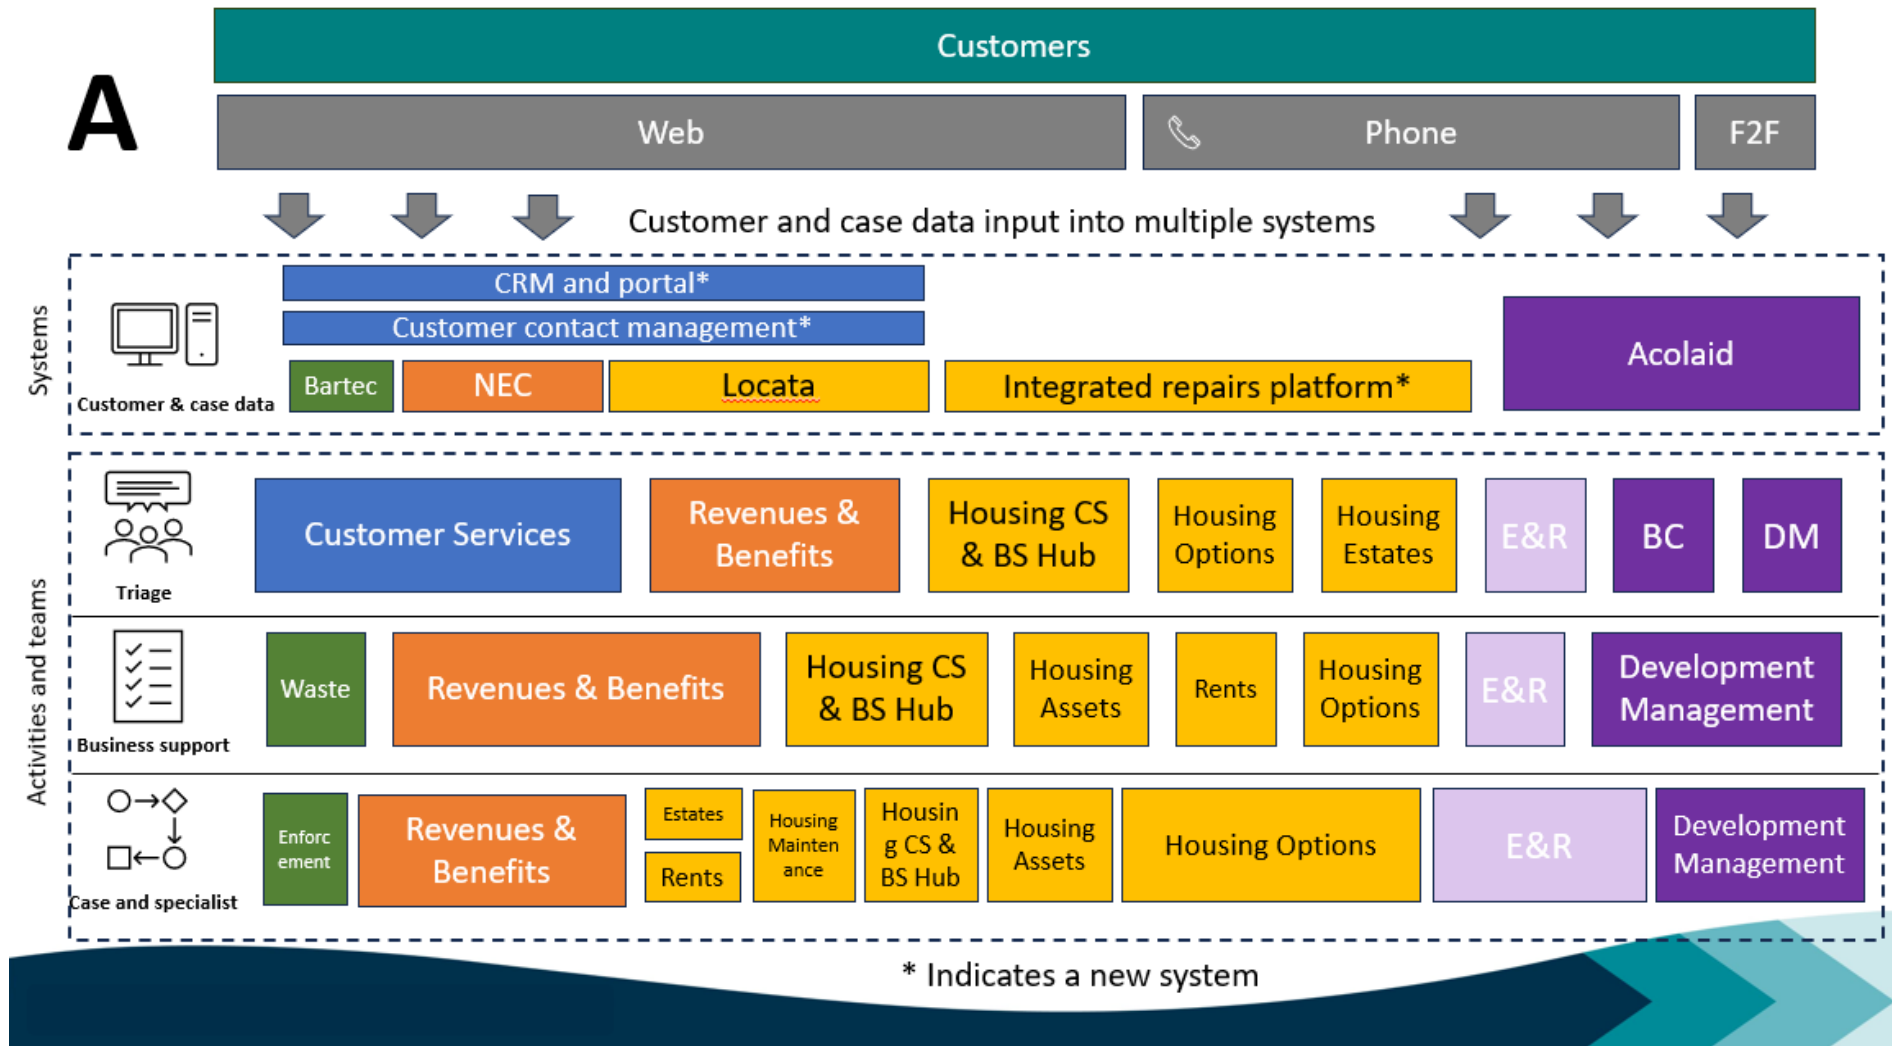 A
Customers
Web
Phone
F2F
Customer and case data input into multiple systems
Systems
Customer & case data
CRM and portal*
Customer contact management*
Bartec
NEC
Locata
Integrated repairs platform*
Acolaid
Activities and teams
Triage
Customer Services
Revenues &
Benefits
Housing CS
& BS Hub
Housing
Options
Housing
Estates
E&R
BC
DM
Business support
Waste
Revenues & Benefits
Housing CS
& BS Hub
Housing
Assets
Rents
Housing
Options
E&R
Development
Management
Case and specialist
Enforc
ement
Revenues &
Benefits
Estates
Rents
Housing
Mainten
ance
Housin
g CS &
BS Hub
Housing
Assets
Housing Options
E&R
Development
Management
* Indicates a new system